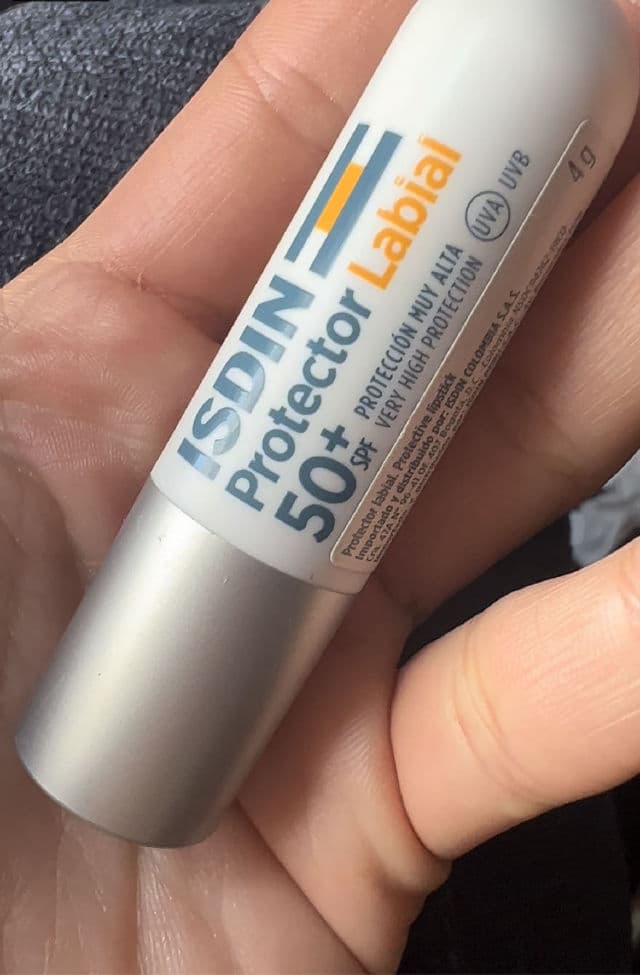 ISDIN
Protector Labial
50+
SPF
PROTECCIÓN MUY ALTA
VERY HIGH PROTECTION
UVA UVB
4 g
Protector labial. Protective lipstick
Importado y distribuido por ISDIN COLOMBIA S.A.S.